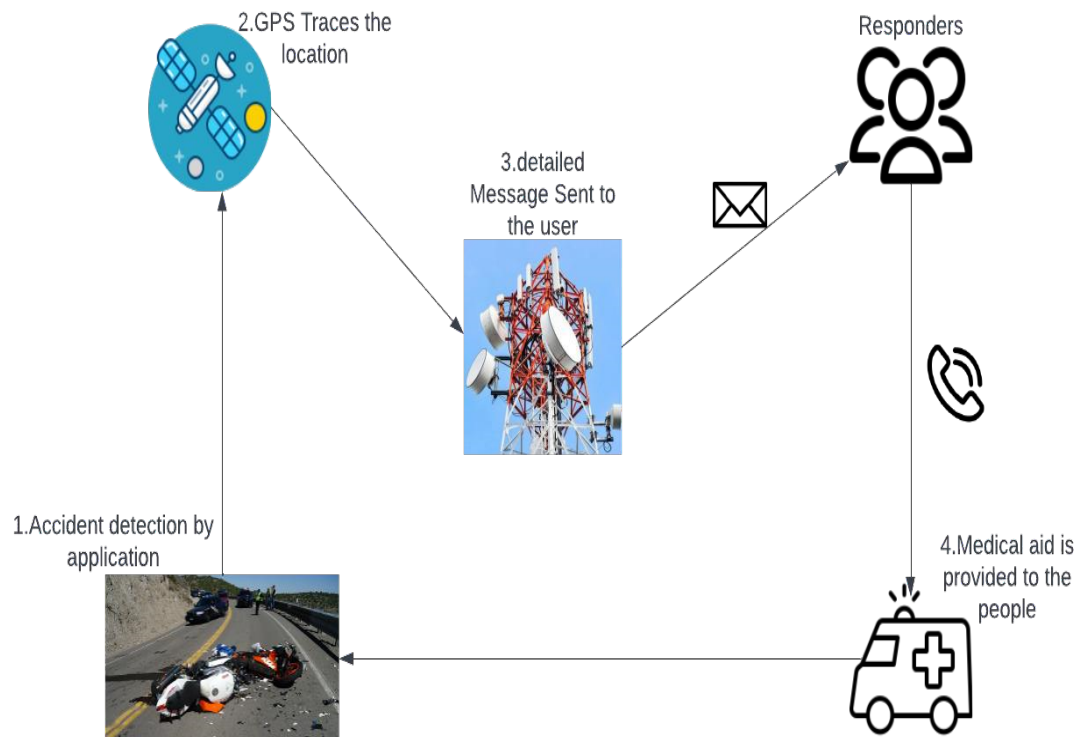 2.GPS Traces the
location
Responders
3.detailed
Message Sent to
the user
1.Accident detection by
application
4.Medical aid is
provided to the
people